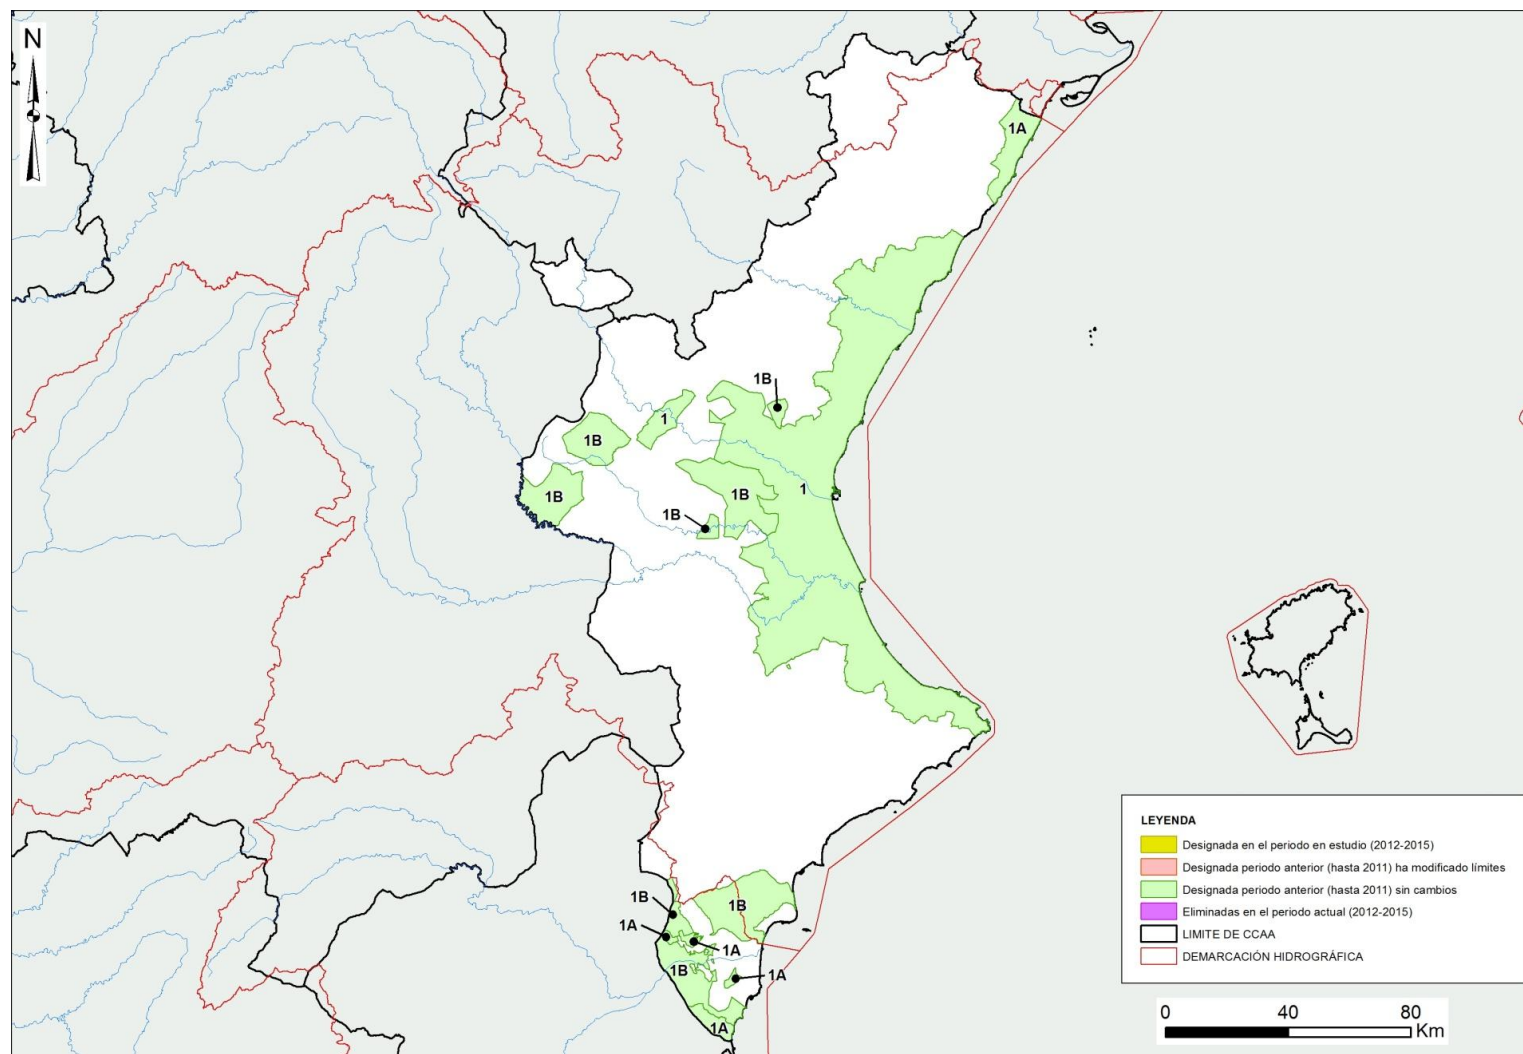 N
1A
1B
1
1B
1B
1B
1
1B
1B
1B
1A
1A
1B
1A
1A
LEYENDA
Designada en el periodo en estudio (2012-2015)
Designada periodo anterior (hasta 2011) ha modificado límites
Designada periodo anterior (hasta 2011) sin cambios
Eliminadas en el periodo actual (2012-2015)
LIMITE DE CCAA
DEMARCACIÓN HIDROGRÁFICA
0 40 80
Km